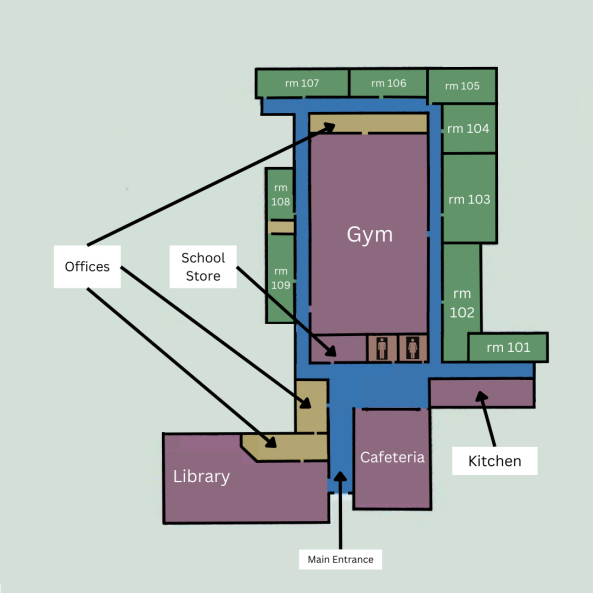 rm 107
rm 106
rm 105
rm 104
rm
108
rm 103
Gym
School
Store
Offices
rm
109
rm
102
rm 101
Cafeteria
Kitchen
Library
Main Entrance